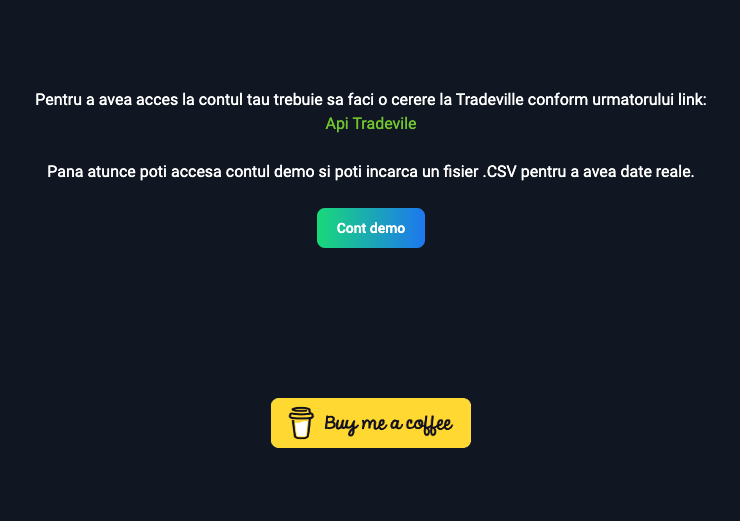 Pentru a avea acces la contul tau trebuie sa faci o cerere la Tradeville conform urmatorului link:
Api Tradevile
Pana atunce poti accesa contul demo si poti incarca un fisier .CSV pentru a avea date reale.
Cont demo
Buy me a coffee